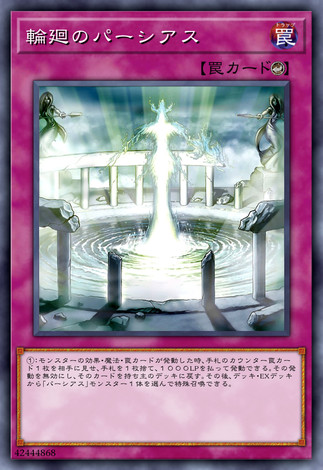 輪廻のパーシアス
トラップ
罠
【罠カード】
①:モンスターの効果・魔法・罠カードが発動した時、手札のカウンター罠カー
ド1枚を相手に見せ、手札を1枚捨て、1000LPを払って発動できる。その発
動を無効にし、そのカードを持ち主のデッキに戻す。その後、デッキ・EXデッキ
から「パーシアス」モンスター1体を選んで特殊召喚できる。
42444868